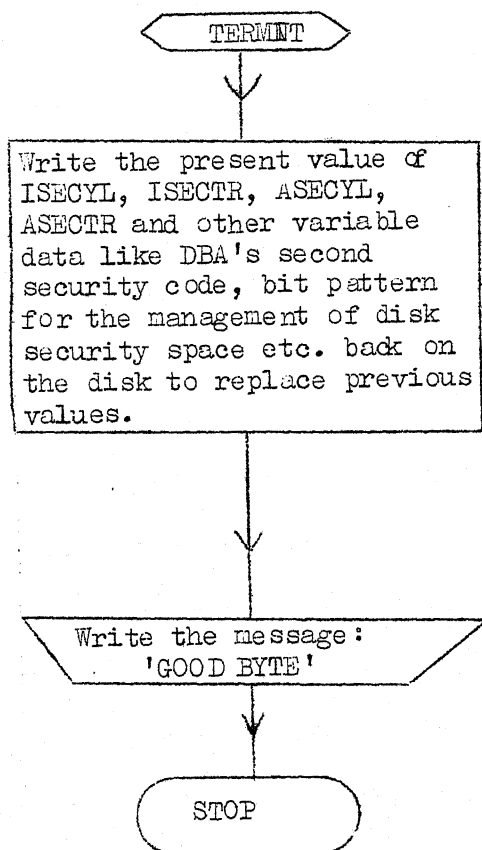 TERMNT
Write the present value of
ISECYL, ISECTR, ASECYL,
ASECTR and other variable
data like DBA's second
security code, bit pattern
for the management of disk
security space etc. back on
the disk to replace previous
values.
Write the message:
'GOOD BYTE'
STOP